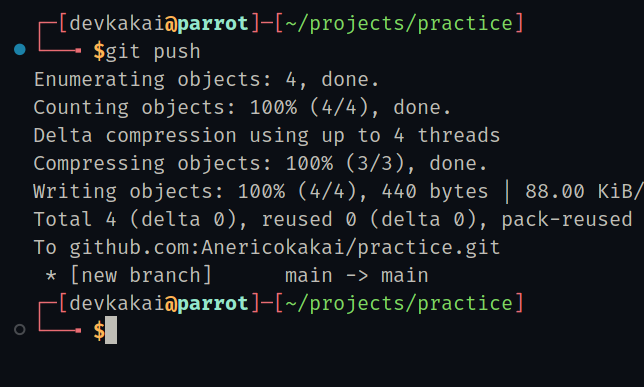 ┌─[devkakai@parrot]─[~/projects/practice]
└──╼ $git push
Enumerating objects: 4, done.
Counting objects: 100% (4/4), done.
Delta compression using up to 4 threads
Compressing objects: 100% (3/3), done.
Writing objects: 100% (4/4), 440 bytes | 88.00 KiB/
Total 4 (delta 0), reused 0 (delta 0), pack-reused
To github.com:Anericokakai/practice.git
 * [new branch]      main -> main
┌─[devkakai@parrot]─[~/projects/practice]
└──╼ $